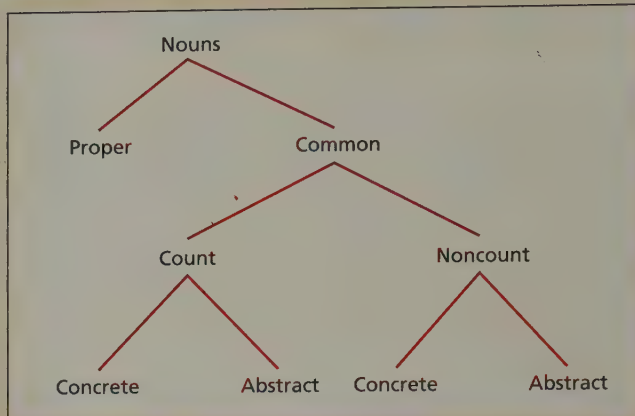 Nouns
Proper Common
Count Noncount
Concrete Abstract Concrete Abstract